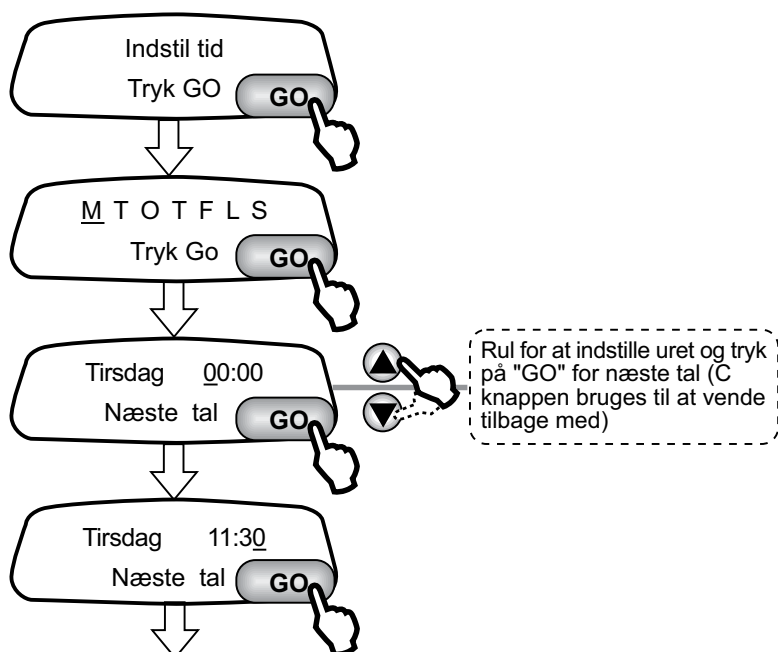 Indstil tid
Tryk GO
GO
M T O T F L S
Tryk Go
GO
Tirsdag 00:00
Næste tal
GO
Rul for at indstille uret og tryk
på "GO" for næste tal (C
knappen bruges til at vende
tilbage med)
Tirsdag 11:30
Næste tal
GO